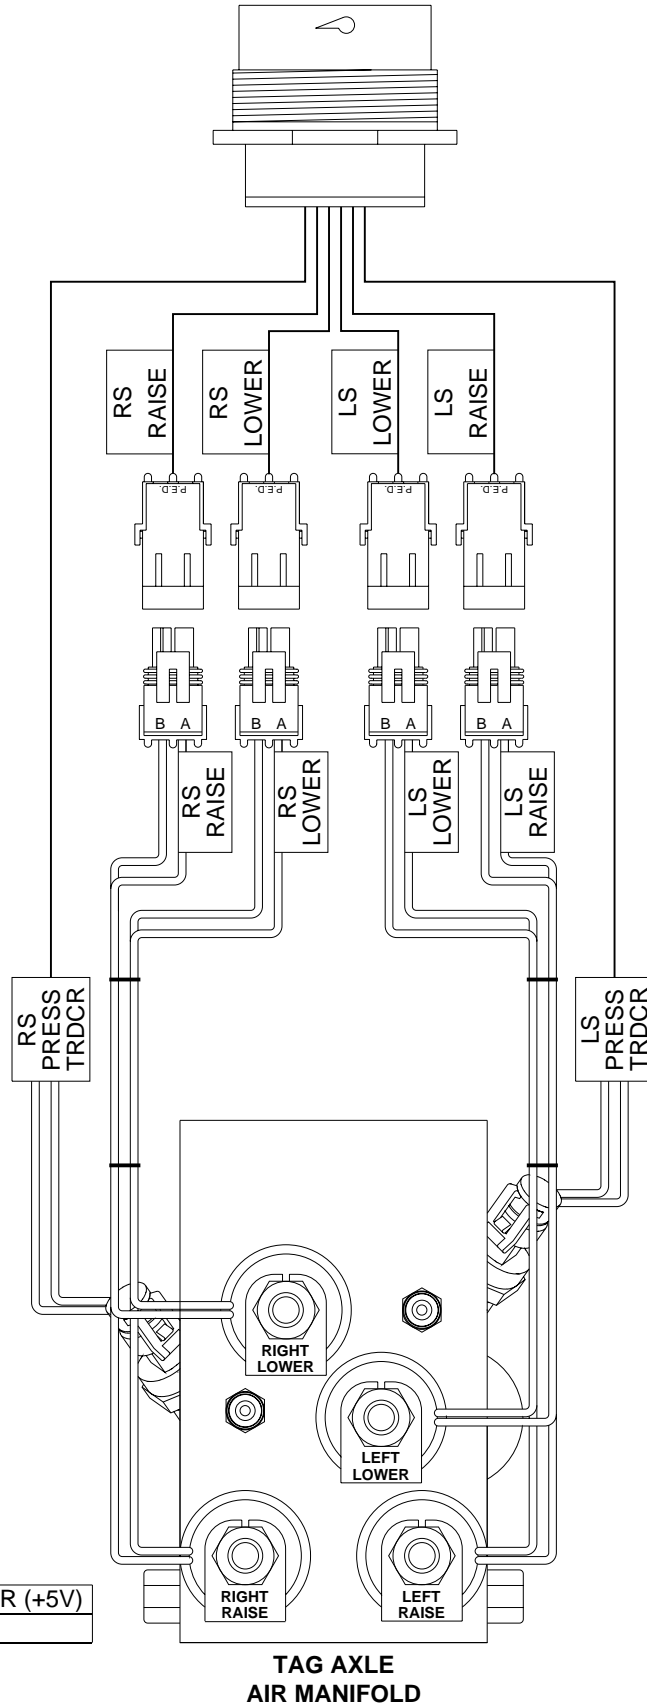 RS
RAISE
RS
LOWER
LS
LOWER
LS
RAISE
P.E.D.
P.E.D.
P.E.D.
P.E.D.
B A
B A
B A
B A
RS
RAISE
RS
LOWER
LS
LOWER
LS
RAISE
RS
PRESS
TRDCR
LS
PRESS
TRDCR
RIGHT
LOWER
LEFT
LOWER
RIGHT
RAISE
LEFT
RAISE
R (+5V)
TAG AXLE
AIR MANIFOLD